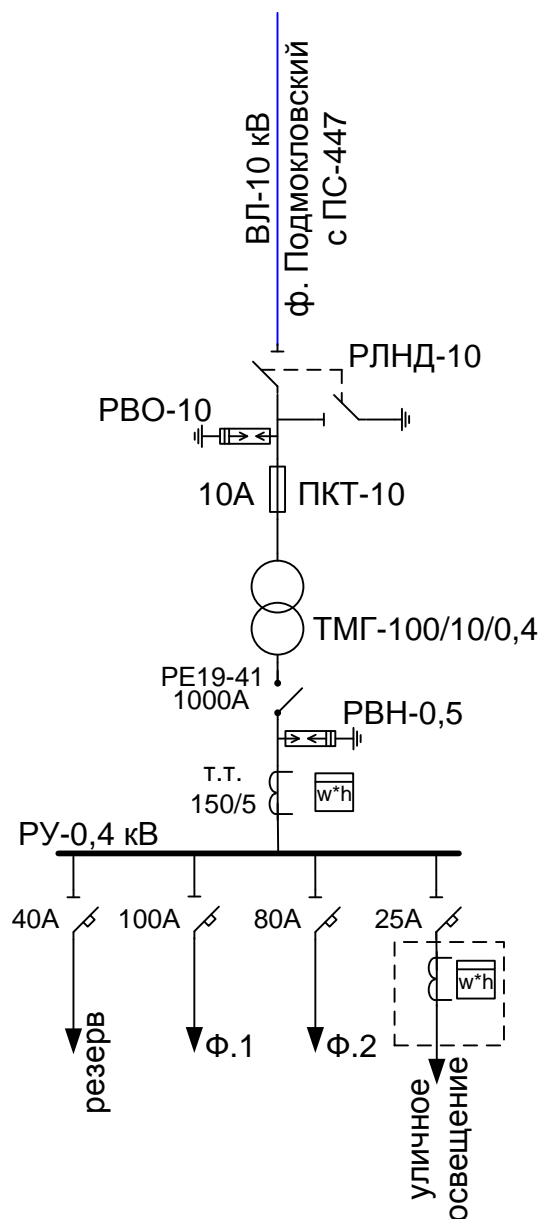 ВЛ-10 кВ
ф. Подмокловский
с ПС-447
РЛНД-10
РВО-10
10А
ПКТ-10
ТМГ-100/10/0,4
РЕ19-41
1000А
РВН-0,5
т.т.
150/5
w*h
РУ-0,4 кВ
40А
100А
80А
25А
w*h
резерв
Ф.1
Ф.2
уличное
освещение